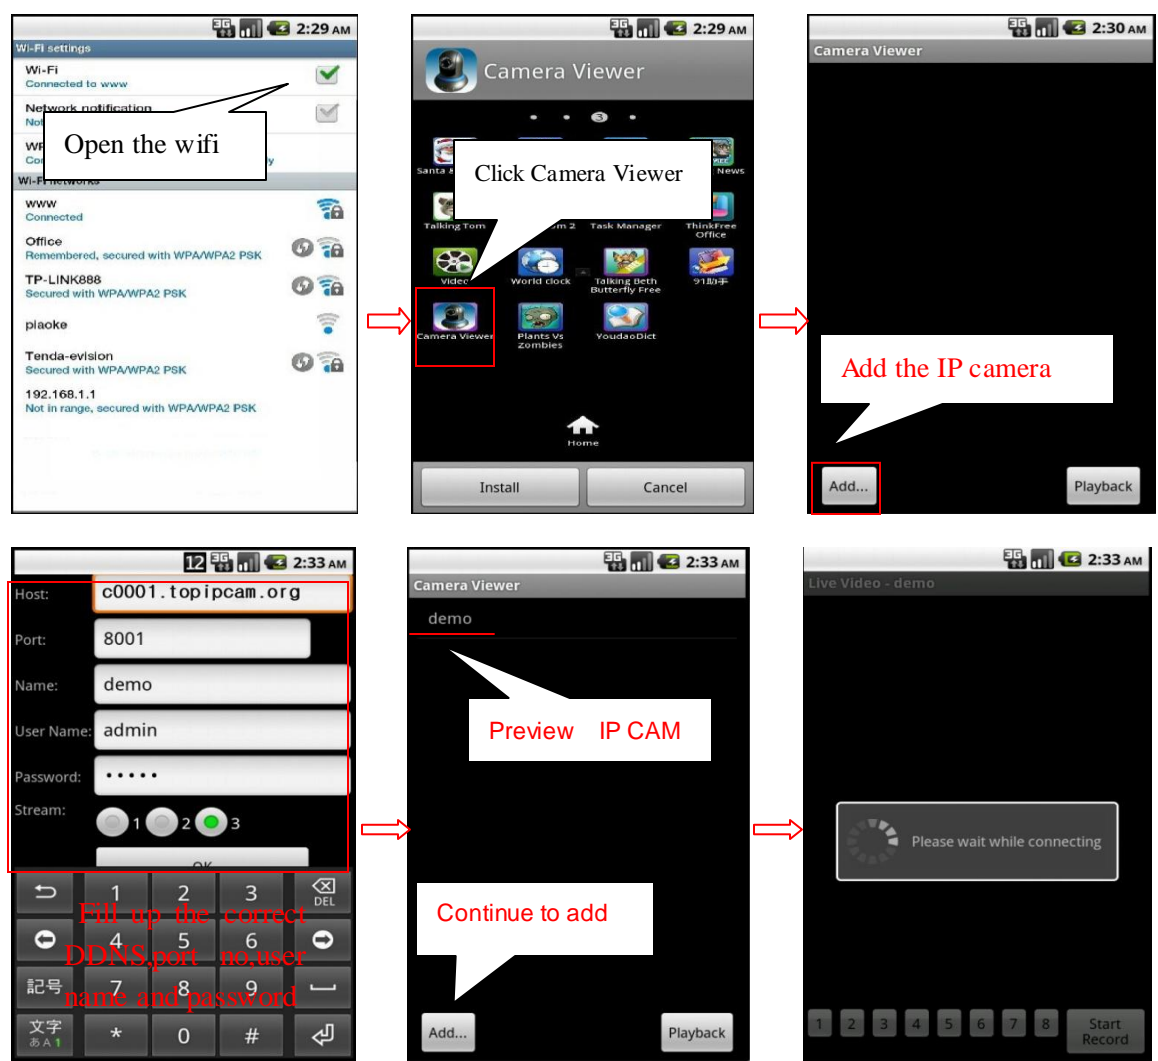 3G 2:29 AM
Wi-Fi settings
Wi-Fi
Connected to www
Network notification
Open the wifi
Wi-Fi networks
www
Connected
Office
Remembered, secured with WPA/WPA2 PSK
TP-LINK888
Secured with WPA/WPA2 PSK
plaoke
Tenda-evision
Secured with WPA/WPA2 PSK
192.168.1.1
Not in range, secured with WPA/WPA2 PSK
3G 2:29 AM
Camera Viewer
3
Santa & News
Click Camera Viewer
Talking Tom om 2 Task Manager ThinkFree Office
Video World clock Talking Beth Butterfly Free 91助手
Camera Viewer Plants Vs Zombies YoudaoDict
Home
Install Cancel
3G 2:30 AM
Camera Viewer
Add the IP camera
Add... Playback
12 3G 2:33 AM
Host: c0001.topipcam.org
Port: 8001
Name: demo
User Name: admin
Password: •••••
Stream: 1 2 3
OK
1 2 3 DEL
4 5 6
記号 7 8 9
文字 あA1 * 0 #
Fill up the correct
DDNS,port no,user
name and password
3G 2:33 AM
Camera Viewer
demo
Preview IP CAM
Continue to add
Add... Playback
3G 2:33 AM
Live Video - demo
Please wait while connecting
1 2 3 4 5 6 7 8 Start
Record